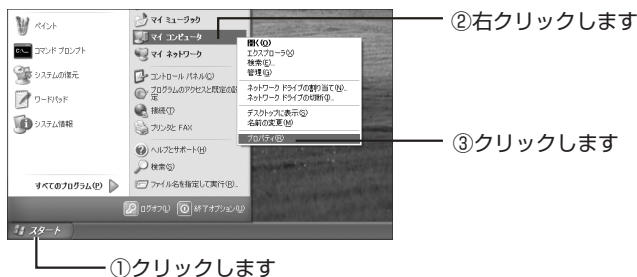 ペイント
コマンド プロンプト
システムの復元
ワードパッド
システム情報
すべてのプログラム(P)
マイ ミュージック
マイ コンピュータ
マイ ネットワーク
コントロール パネル(C)
プログラムのアクセスと既定の設
定
接続(T)
プリンタと FAX
ヘルプとサポート(H)
検索(S)
ファイル名を指定して実行(R)...
ログオフ(L)
終了オプション(U)
スタート
開く(O)
エクスプローラ(X)
検索(E)...
管理(G)
ネットワーク ドライブの割り当て(N)...
ネットワーク ドライブの切断(I)...
デスクトップに表示(S)
名前の変更(M)
プロパティ(R)
②右クリックします
③クリックします
①クリックします